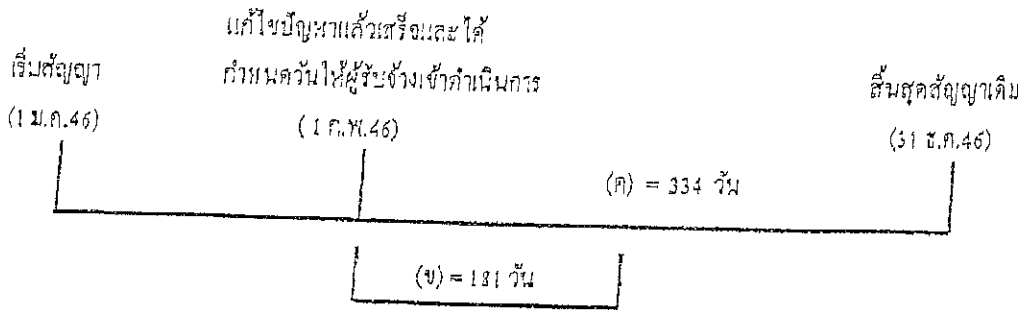 แก้ไขปัญหาแล้วเสร็จและได้
เริ่มสัญญา
กำหนดวันให้ผู้รับจ้างเข้าดำเนินการ
สิ้นสุดสัญญาเดิม
(1 ม.ค.46)
(1 ก.พ.46)
(31 ธ.ค.46)
(ค) = 334 วัน
(ข) = 181 วัน